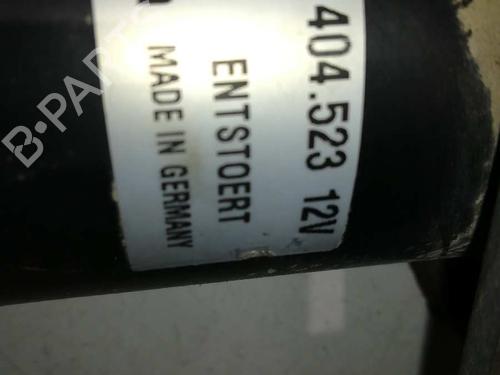 404.523 12V
ENTSTOERT
MADE IN GERMANY
B-PARTS